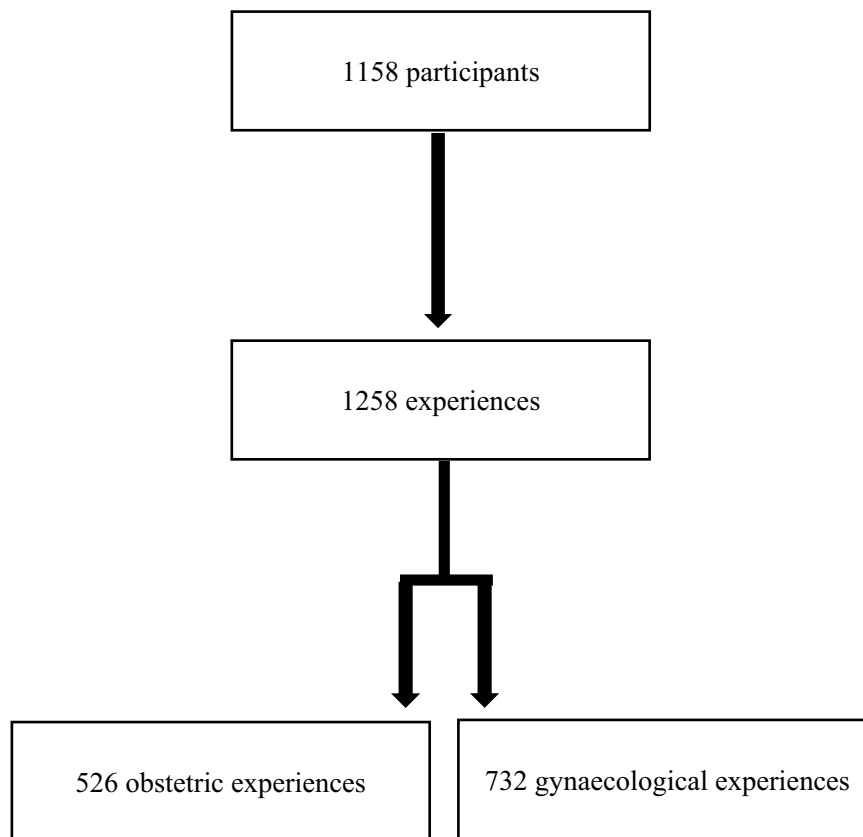 1158 participants
1258 experiences
526 obstetric experiences
732 gynaecological experiences